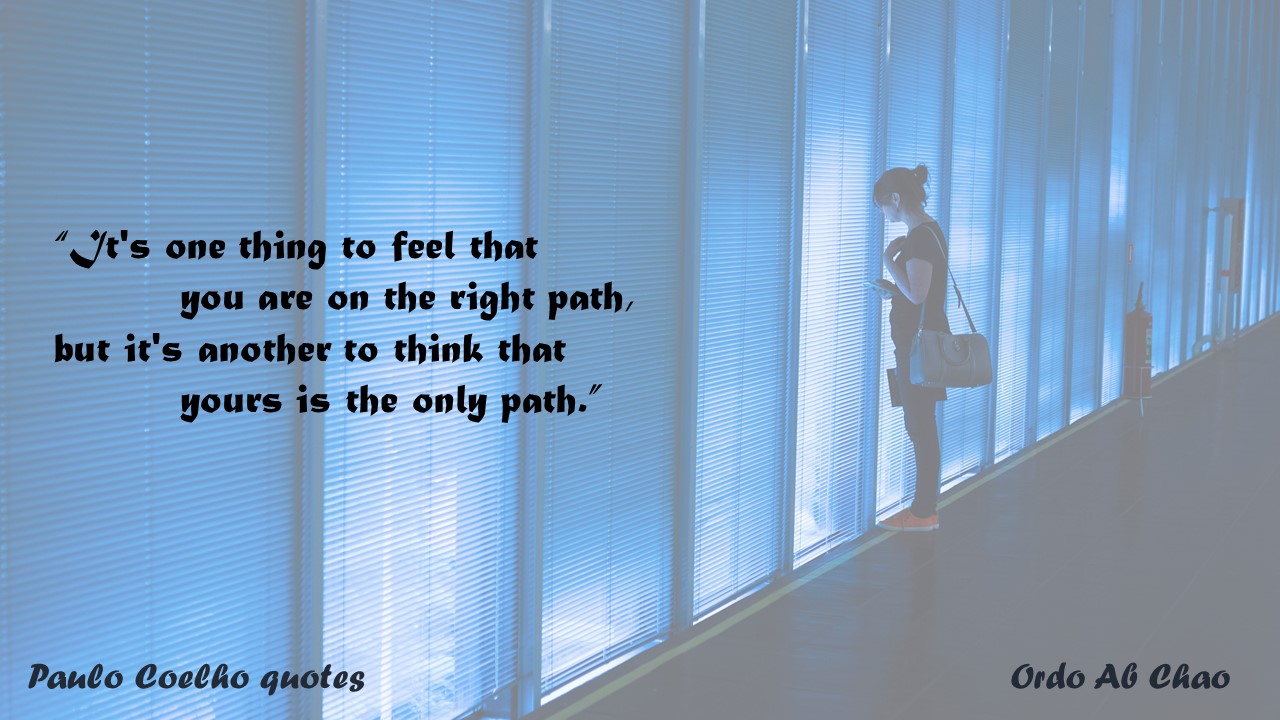 "It's one thing to feel that
you are on the right path,
but it's another to think that
yours is the only path."
Paulo Coelho quotes
Ordo Ab Chao